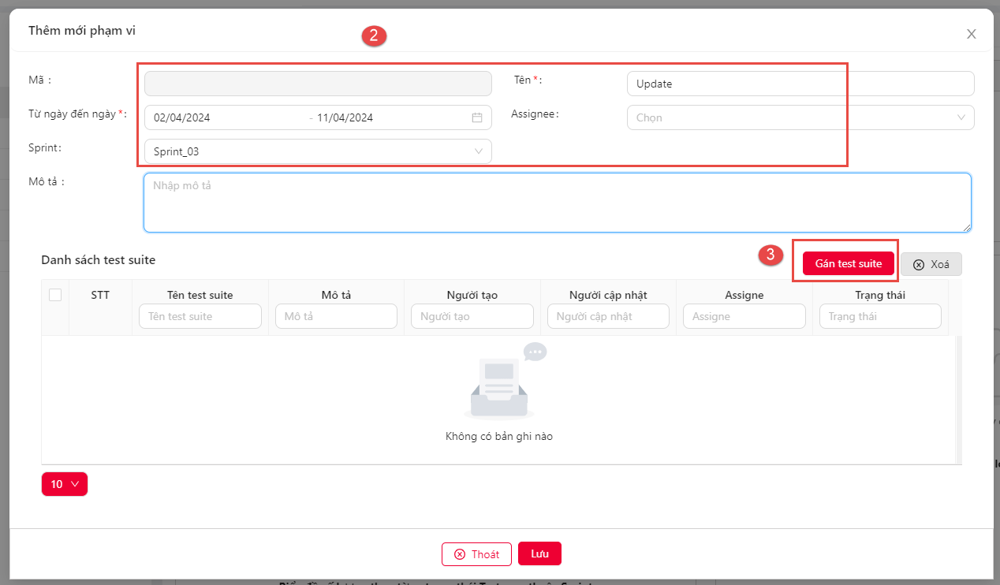 Thêm mới phạm vi
2
Mã :
Tên * :
Update
Từ ngày đến ngày * :
02/04/2024 - 11/04/2024
Assignee:
Chọn
Sprint:
Sprint_03
Mô tả :
Nhập mô tả
Danh sách test suite
3
Gán test suite
Xoá
STT
Tên test suite
Mô tả
Người tạo
Người cập nhật
Assigne
Trạng thái
Tên test suite
Mô tả
Người tạo
Người cập nhật
Assigne
Trạng thái
Không có bản ghi nào
10
Thoát
Lưu